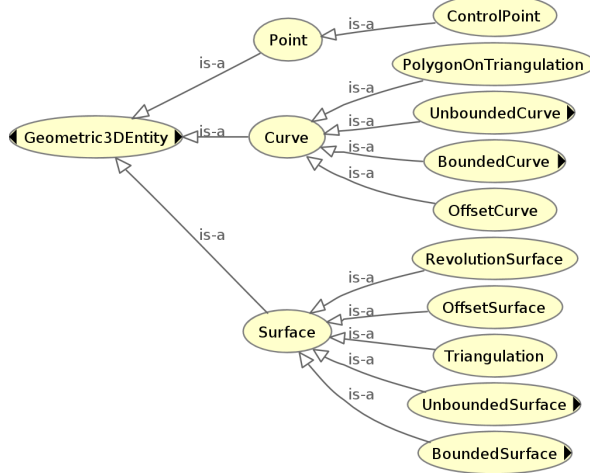 ControlPoint
is-a
Point
is-a
PolygonOnTriangulation
is-a
UnboundedCurve
is-a
Geometric3DEntity
is-a
Curve
is-a
BoundedCurve
is-a
OffsetCurve
is-a
RevolutionSurface
is-a
OffsetSurface
is-a
Surface
is-a
Triangulation
is-a
UnboundedSurface
is-a
BoundedSurface